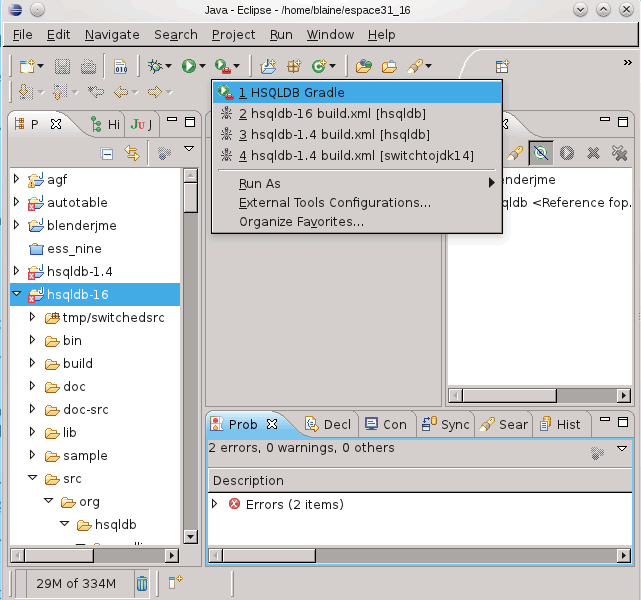 Java - Eclipse - /home/blaine/espace31_16
File Edit Navigate Search Project Run Window Help
010
1 HSQLDB Gradle
2 hsqldb-16 build.xml [hsqldb]
3 hsqldb-1.4 build.xml [hsqldb]
4 hsqldb-1.4 build.xml [switchtojdk14]
Run As
External Tools Configurations...
Organize Favorites...
P Hi Ju J
agf
autotable
blenderjme
ess_nine
hsqldb-1.4
hsqldb-16
tmp/switchedsrc
bin
build
doc
doc-src
lib
sample
src
org
hsqldb
enderjme
qldb <Reference fop.
Prob Decl Con Sync Sear Hist
2 errors, 0 warnings, 0 others
Description
Errors (2 items)
29M of 334M